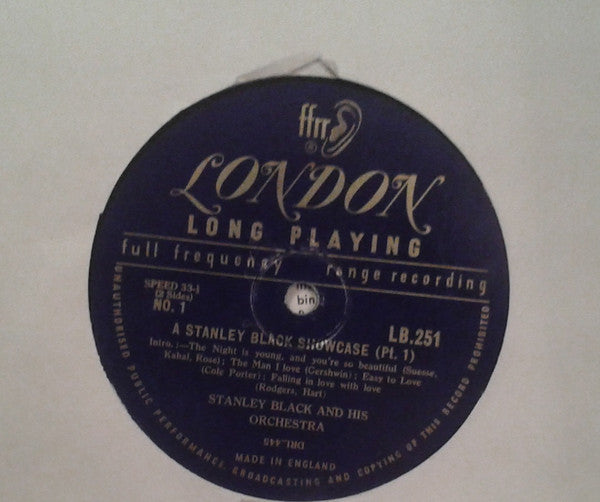 ffrr
®
LONDON
LONG PLAYING
full frequency range recording
SPEED 33-1
(2 Sides)
NO. 1
bin
LB.251
A STANLEY BLACK SHOWCASE (Pt. 1)
Intro.:—The Night is young, and you're so beautiful (Suesse,
Kahal, Rose); The Man I love (Gershwin); Easy to Love
(Cole Porter); Falling in love with love
(Rodgers, Hart)
STANLEY BLACK AND HIS
ORCHESTRA
DRL.445
MADE IN ENGLAND
UNAUTHORISED PUBLIC PERFORMANCE, BROADCASTING AND COPYING OF THIS RECORD PROHIBITED